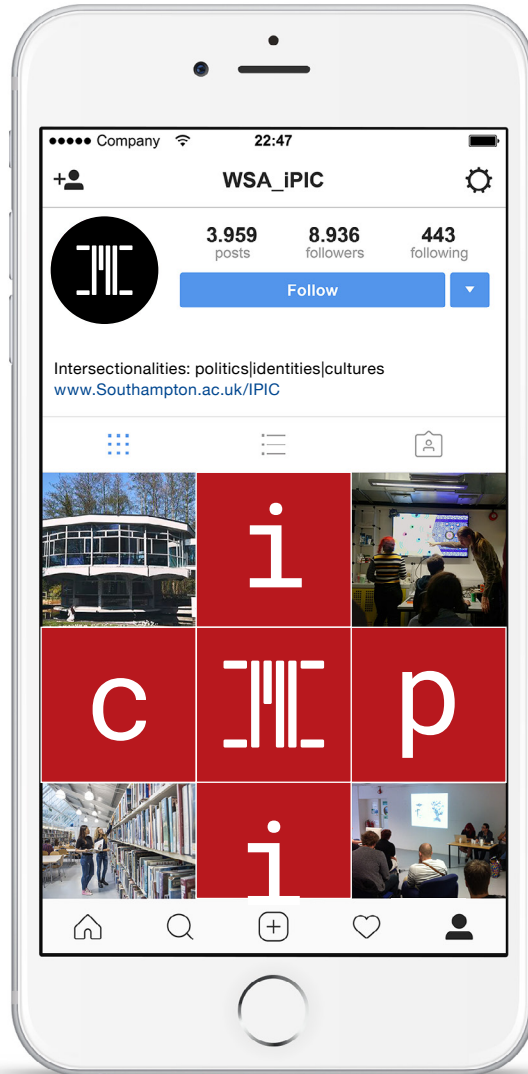 Company 22:47
WSA_iPIC
3.959 8.936 443
posts followers following
Follow
Intersectionalities: politics|identities|cultures
www.Southampton.ac.uk/IPIC
i
c p
i